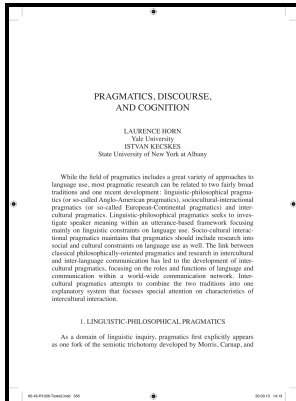 PRAGMATICS, DISCOURSE,
AND COGNITION
LAURENCE HORN
Yale University
ISTVAN KECSKES
State University of New York at Albany
While the field of pragmatics includes a great variety of approaches to
language use, most pragmatic research can be related to two fairly broad
traditions and one recent development: linguistic-philosophical pragma-
tics (or so-called Anglo-American pragmatics), sociocultural-interactional
pragmatics (or so-called European-Continental pragmatics) and inter-
cultural pragmatics. Linguistic-philosophical pragmatics seeks to inves-
tigate speaker meaning within an utterance-based framework focusing
mainly on linguistic constraints on language use. Socio-cultural interac-
tional pragmatics maintains that pragmatics should include research into
social and cultural constraints on language use as well. The link between
classical philosophically-oriented pragmatics and research in intercultural
and inter-language communication has led to the development of inter-
cultural pragmatics, focusing on the roles and functions of language and
communication within a world-wide communication network. Inter-
cultural pragmatics attempts to combine the two traditions into one
explanatory system that focuses special attention on characteristics of
intercultural interaction.
1. LINGUISTIC-PHILOSOPHICAL PRAGMATICS
As a domain of linguistic inquiry, pragmatics first explicitly appears
as one fork of the semiotic trichotomy developed by Morris, Carnap, and